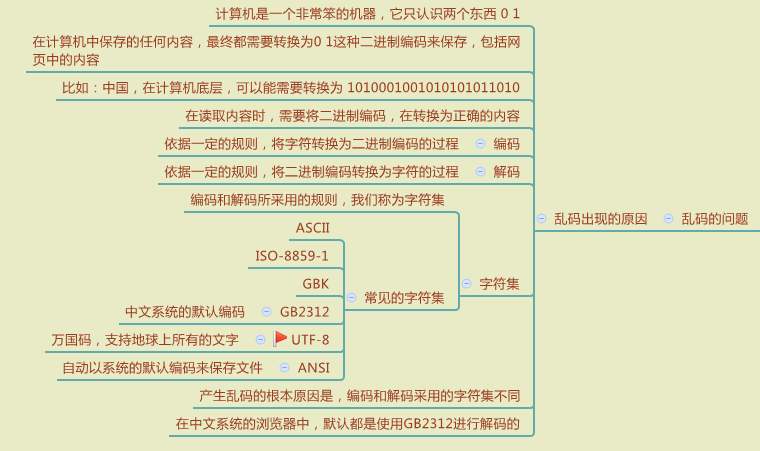 计算机是一个非常笨的机器，它只认识两个东西 0 1
在计算机中保存的任何内容，最终都需要转换为0 1这种二进制编码来保存，包括网
页中的内容
比如：中国，在计算机底层，可以能需要转换为 1010001001010101011010
在读取内容时，需要将二进制编码，在转换为正确的内容
依据一定的规则，将字符转换为二进制编码的过程 编码
依据一定的规则，将二进制编码转换为字符的过程 解码
编码和解码所采用的规则，我们称为字符集
乱码出现的原因 乱码的问题
ASCII
ISO-8859-1
GBK
字符集
常见的字符集
中文系统的默认编码 GB2312
万国码，支持地球上所有的文字 UTF-8
自动以系统的默认编码来保存文件 ANSI
产生乱码的根本原因是，编码和解码采用的字符集不同
在中文系统的浏览器中，默认都是使用GB2312进行解码的